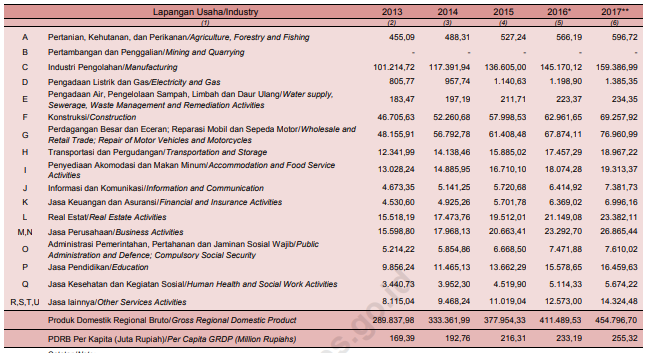 Lapangan Usaha/Industry 2013 2014 2015 2016* 2017**
(1) (2) (3) (4) (5) (6)
A Pertanian, Kehutanan, dan Perikanan/Agriculture, Forestry and Fishing 455,09 488,31 527,24 566,19 596,72
B Pertambangan dan Penggalian/Mining and Quarrying - - - - -
C Industri Pengolahan/Manufacturing 101.214,72 117.391,94 136.605,00 145.170,12 159.386,99
D Pengadaan Listrik dan Gas/Electricity and Gas 805,77 957,74 1.140,63 1.198,90 1.385,35
E Pengadaan Air, Pengelolaan Sampah, Limbah dan Daur Ulang/Water supply, 183,47 197,19 211,71 223,37 234,35
Sewerage, Waste Management and Remediation Activities
F Konstruksi/Construction 46.705,63 52.260,68 57.998,53 62.961,65 69.257,92
G Perdagangan Besar dan Eceran; Reparasi Mobil dan Sepeda Motor/Wholesale and 48.155,91 56.792,78 61.408,48 67.874,11 76.960,99
Retail Trade; Repair of Motor Vehicles and Motorcycles
H Transportasi dan Pergudangan/Transportation and Storage 12.341,99 14.138,46 15.885,02 17.457,29 18.967,22
I Penyediaan Akomodasi dan Makan Minum/Accommodation and Food Service 13.028,24 14.885,95 16.710,10 18.074,28 19.313,37
Activities
J Informasi dan Komunikasi/Information and Communication 4.673,35 5.141,25 5.720,68 6.414,92 7.381,73
K Jasa Keuangan dan Asuransi/Financial and Insurance Activities 4.530,60 4.925,26 5.701,78 6.369,02 6.996,16
L Real Estat/Real Estate Activities 15.518,19 17.473,76 19.512,01 21.149,08 23.382,11
M,N Jasa Perusahaan/Business Activities 15.598,80 17.968,13 20.663,41 23.292,70 26.865,44
O Administrasi Pemerintahan, Pertahanan dan Jaminan Sosial Wajib/Public 5.214,22 5.854,86 6.668,50 7.471,88 7.610,02
Administration and Defence; Compulsory Social Security
P Jasa Pendidikan/Education 9.856,24 11.465,13 13.662,29 15.578,65 16.459,63
Q Jasa Kesehatan dan Kegiatan Sosial/Human Health and Social Work Activities 3.440,73 3.952,30 4.519,90 5.114,33 5.674,22
R,S,T,U Jasa lainnya/Other Services Activities 8.115,04 9.468,24 11.019,04 12.573,00 14.324,48
Produk Domestik Regional Bruto/Gross Regional Domestic Product 289.837,98 333.361,99 377.954,33 411.489,53 454.796,70
PDRB Per Kapita (Juta Rupiah)/Per Capita GRDP (Million Rupiahs) 169,39 192,76 216,31 233,19 255,32